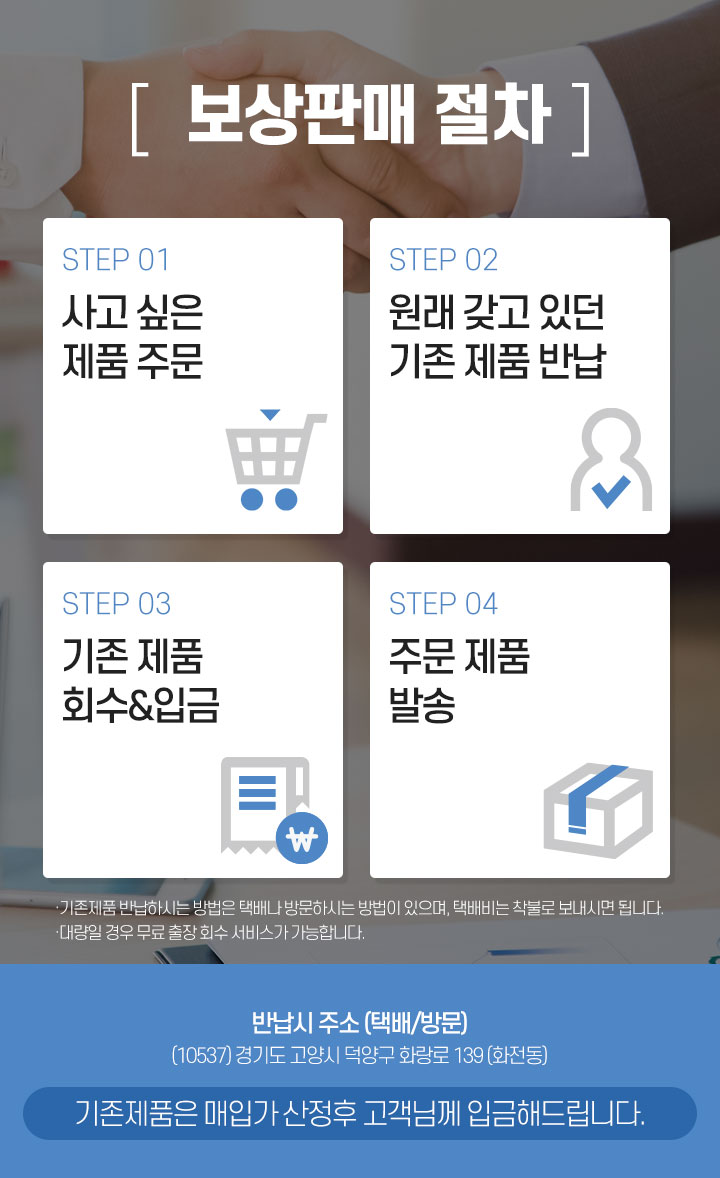 [ 보상판매 절차 ]
STEP 01
사고 싶은
제품 주문
STEP 02
원래 갖고 있던
기존 제품 반납
STEP 03
기존 제품
회수&입금
₩
STEP 04
주문 제품
발송
·기존제품 반납하시는 방법은 택배나 방문하시는 방법이 있으며, 택배비는 착불로 보내시면 됩니다.
·대량일 경우 무료 출장 회수 서비스가 가능합니다.
반납시 주소 (택배/방문)
(10537) 경기도 고양시 덕양구 화랑로 139 (화전동)
기존제품은 매입가 산정후 고객님께 입금해드립니다.